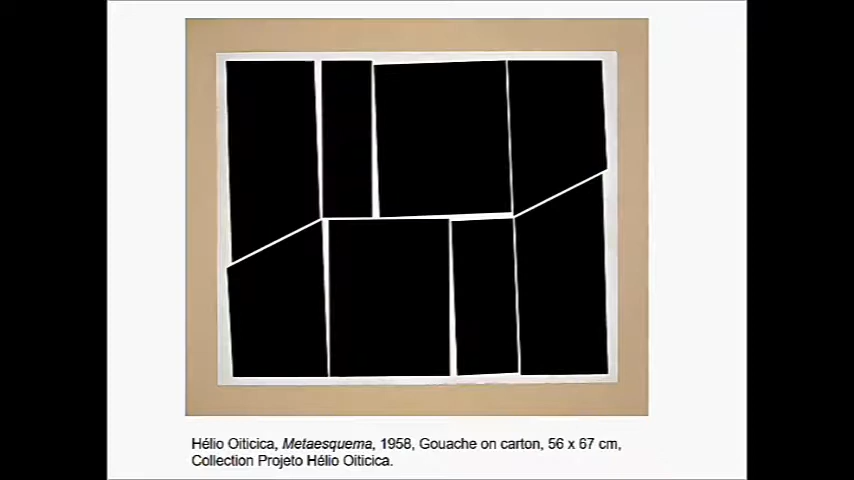 Hélio Oiticica, Metaesquema, 1958, Gouache on carton, 56 x 67 cm,
Collection Projeto Hélio Oiticica.